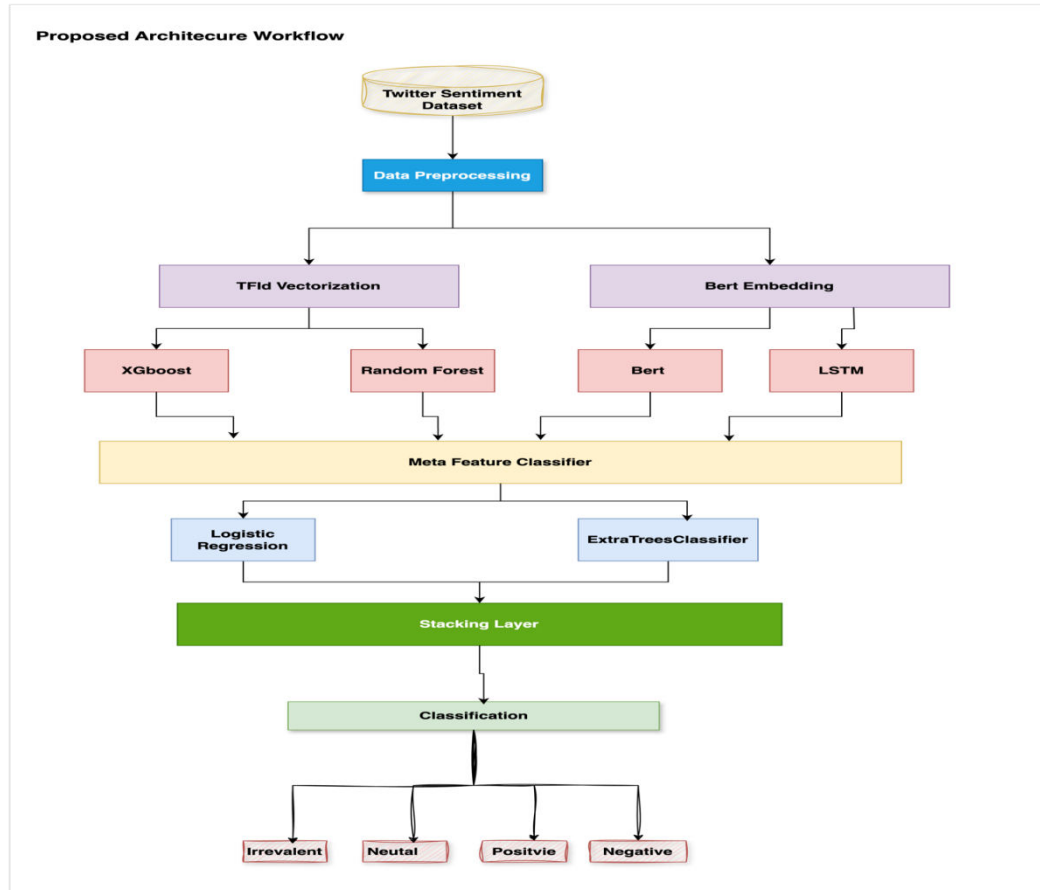 Proposed Architecure Workflow
Twitter Sentiment
Dataset
Data Preprocessing
TFId Vectorization
Bert Embedding
XGboost
Random Forest
Bert
LSTM
Meta Feature Classifier
Logistic
Regression
ExtraTreesClassifier
Stacking Layer
Classification
Irrevalent
Neutal
Positvie
Negative